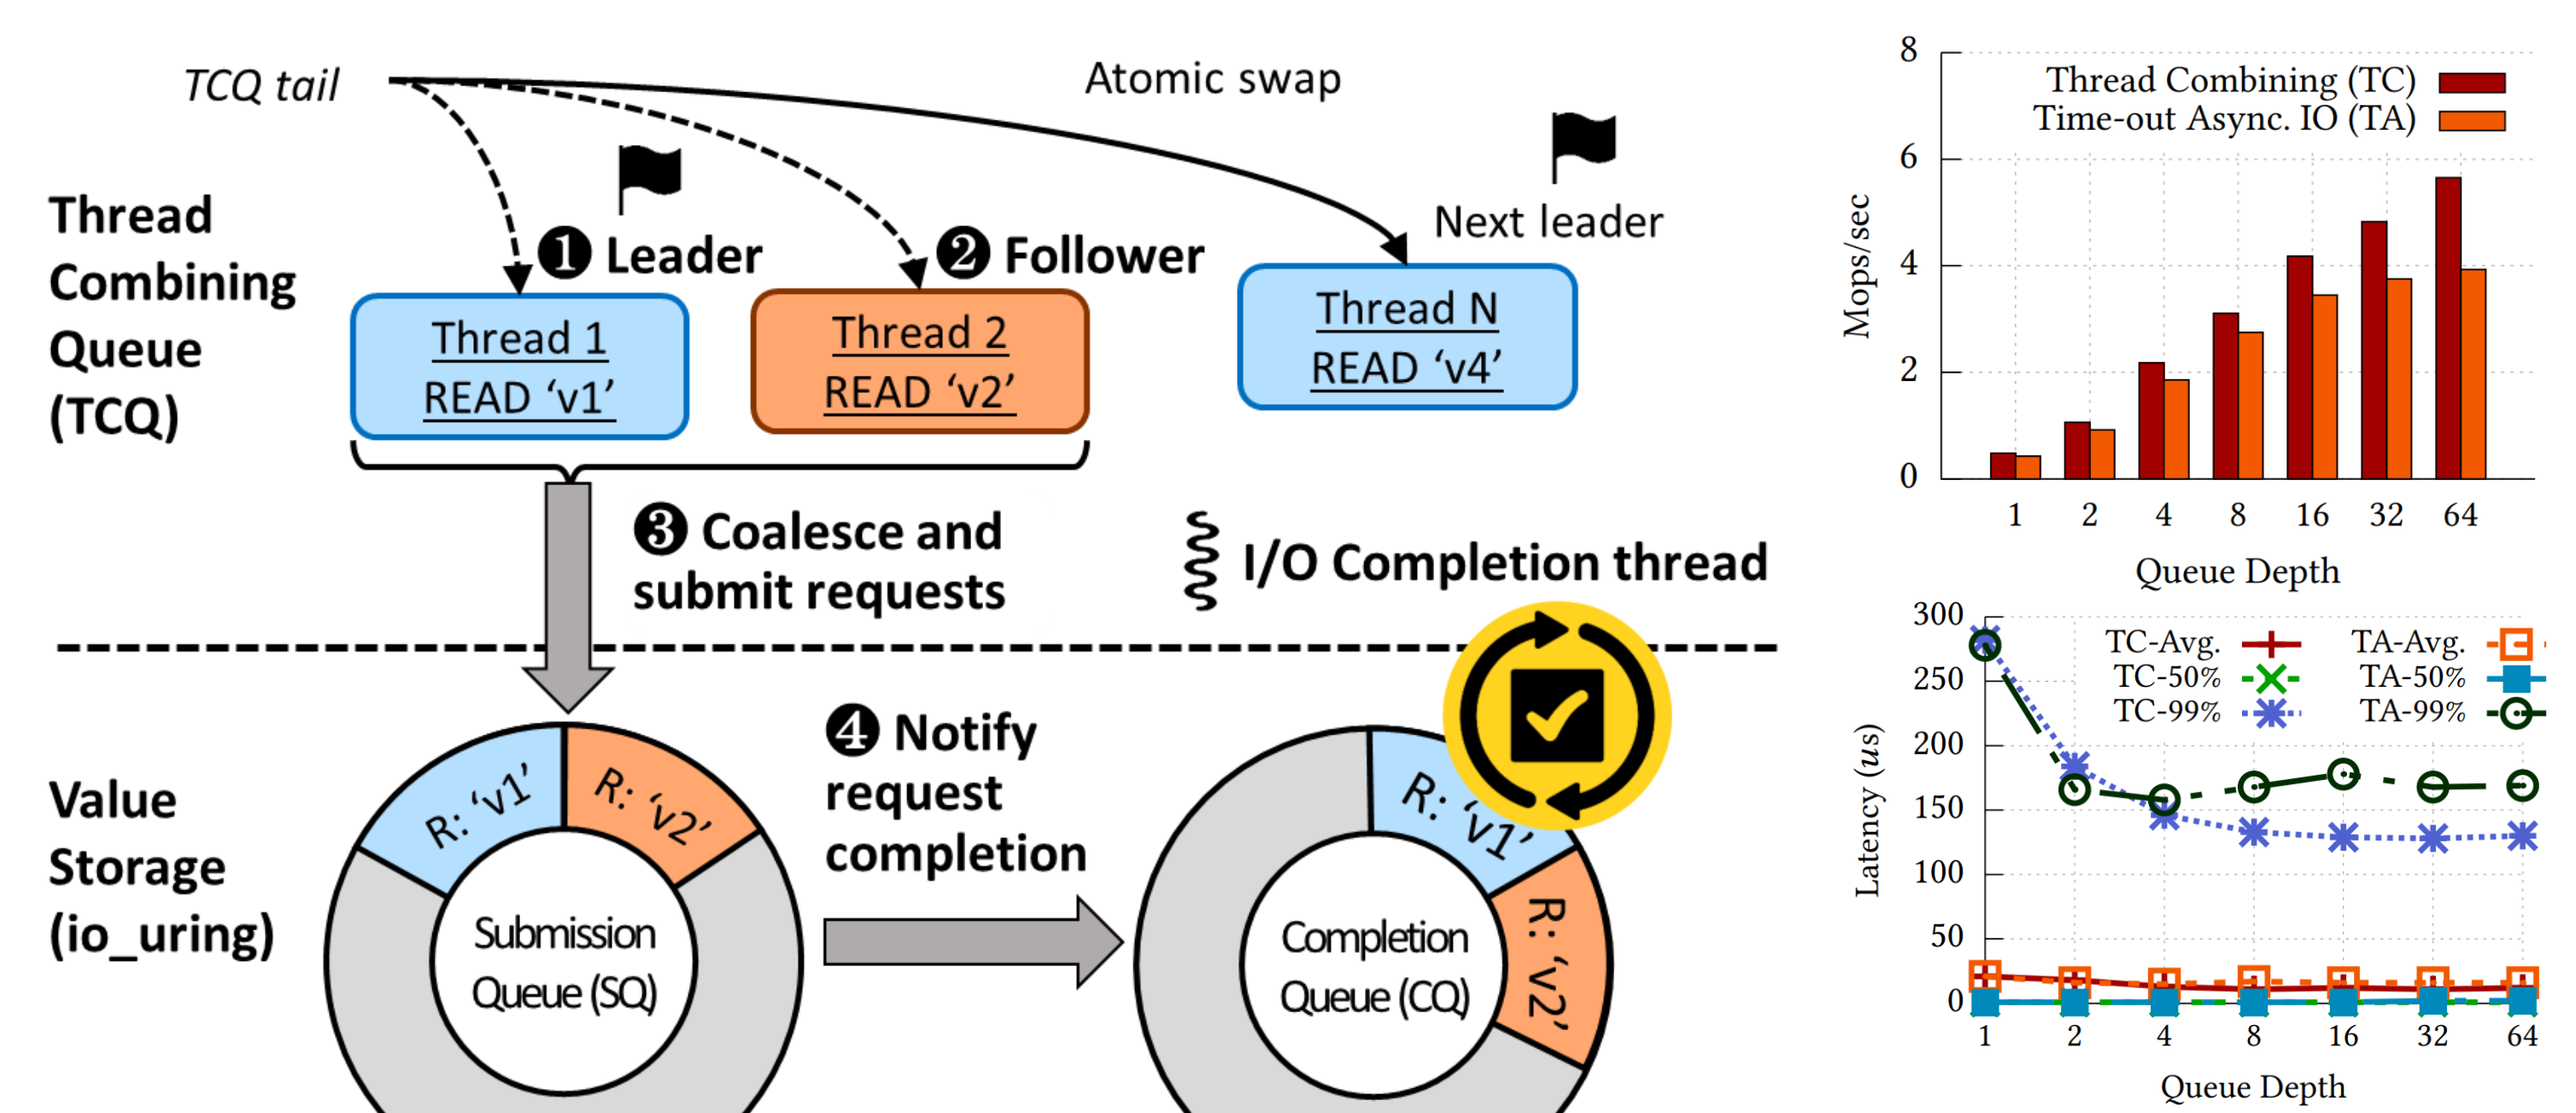 TCQ tail
Atomic swap
Thread
Combining
Queue
(TCQ)
❶ Leader
❷ Follower
Next leader
Thread 1
READ ‘v1’
Thread 2
READ ‘v2’
Thread N
READ ‘v4’
❸ Coalesce and
submit requests
I/O Completion thread
Value
Storage
(io_uring)
R: ‘v1’
R: ‘v2’
Submission
Queue (SQ)
❹ Notify
request
completion
R: ‘v1’
R: ‘v2’
Completion
Queue (CQ)
8
6
4
2
0
Mops/sec
Thread Combining (TC)
Time-out Async. IO (TA)
1 2 4 8 16 32 64
Queue Depth
300
250
200
150
100
50
0
Latency (us)
TC-Avg. TA-Avg.
TC-50% TA-50%
TC-99% TA-99%
1 2 4 8 16 32 64
Queue Depth